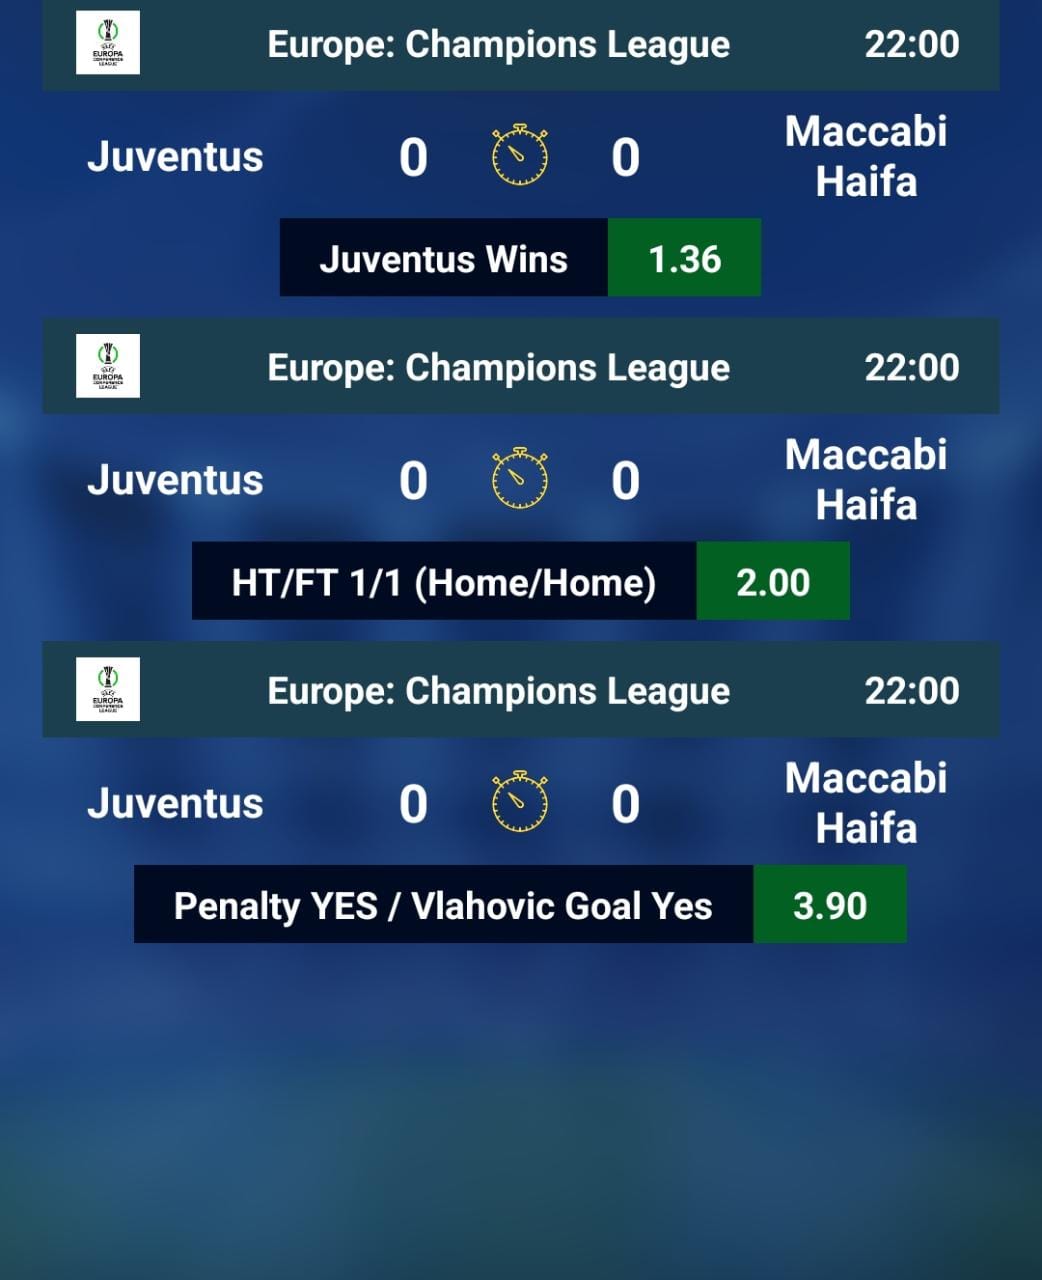 EUROPA
CONFERENCE
LEAGUE
Europe: Champions League 22:00
Juventus 0 0 Maccabi
Haifa
Juventus Wins 1.36
EUROPA
CONFERENCE
LEAGUE
Europe: Champions League 22:00
Juventus 0 0 Maccabi
Haifa
HT/FT 1/1 (Home/Home) 2.00
EUROPA
CONFERENCE
LEAGUE
Europe: Champions League 22:00
Juventus 0 0 Maccabi
Haifa
Penalty YES / Vlahovic Goal Yes 3.90